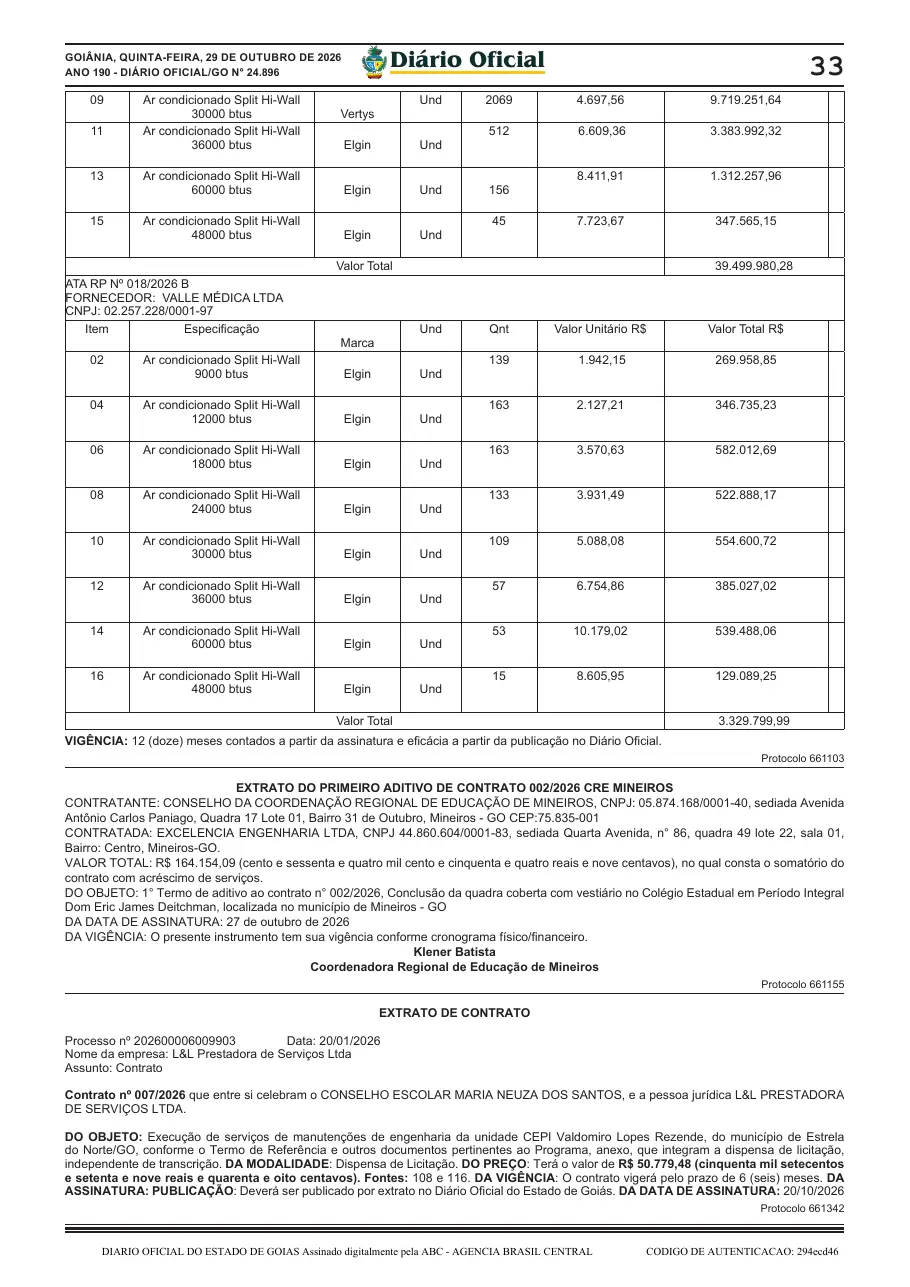 GOIÂNIA, QUINTA-FEIRA, 29 DE OUTUBRO DE 2026
ANO 190 - DIÁRIO OFICIAL/GO N° 24.896
Diário Oficial
33
09 Ar condicionado Split Hi-Wall 30000 btus Vertys Und 2069 4.697,56 9.719.251,64
11 Ar condicionado Split Hi-Wall 36000 btus Elgin Und 512 6.609,36 3.383.992,32
13 Ar condicionado Split Hi-Wall 60000 btus Elgin Und 156 8.411,91 1.312.257,96
15 Ar condicionado Split Hi-Wall 48000 btus Elgin Und 45 7.723,67 347.565,15
Valor Total 39.499.980,28
ATA RP Nº 018/2026 B
FORNECEDOR: VALLE MÉDICA LTDA
CNPJ: 02.257.228/0001-97
Item Especificação Marca Und Qnt Valor Unitário R$ Valor Total R$
02 Ar condicionado Split Hi-Wall 9000 btus Elgin Und 139 1.942,15 269.958,85
04 Ar condicionado Split Hi-Wall 12000 btus Elgin Und 163 2.127,21 346.735,23
06 Ar condicionado Split Hi-Wall 18000 btus Elgin Und 163 3.570,63 582.012,69
08 Ar condicionado Split Hi-Wall 24000 btus Elgin Und 133 3.931,49 522.888,17
10 Ar condicionado Split Hi-Wall 30000 btus Elgin Und 109 5.088,08 554.600,72
12 Ar condicionado Split Hi-Wall 36000 btus Elgin Und 57 6.754,86 385.027,02
14 Ar condicionado Split Hi-Wall 60000 btus Elgin Und 53 10.179,02 539.488,06
16 Ar condicionado Split Hi-Wall 48000 btus Elgin Und 15 8.605,95 129.089,25
Valor Total 3.329.799,99
VIGÊNCIA: 12 (doze) meses contados a partir da assinatura e eficácia a partir da publicação no Diário Oficial.
Protocolo 661103
EXTRATO DO PRIMEIRO ADITIVO DE CONTRATO 002/2026 CRE MINEIROS
CONTRATANTE: CONSELHO DA COORDENAÇÃO REGIONAL DE EDUCAÇÃO DE MINEIROS, CNPJ: 05.874.168/0001-40, sediada Avenida
Antônio Carlos Paniago, Quadra 17 Lote 01, Bairro 31 de Outubro, Mineiros - GO CEP:75.835-001
CONTRATADA: EXCELENCIA ENGENHARIA LTDA, CNPJ 44.860.604/0001-83, sediada Quarta Avenida, n° 86, quadra 49 lote 22, sala 01,
Bairro: Centro, Mineiros-GO.
VALOR TOTAL: R$ 164.154,09 (cento e sessenta e quatro mil cento e cinquenta e quatro reais e nove centavos), no qual consta o somatório do
contrato com acréscimo de serviços.
DO OBJETO: 1° Termo de aditivo ao contrato n° 002/2026, Conclusão da quadra coberta com vestiário no Colégio Estadual em Período Integral
Dom Eric James Deitchman, localizada no município de Mineiros - GO
DA DATA DE ASSINATURA: 27 de outubro de 2026
DA VIGÊNCIA: O presente instrumento tem sua vigência conforme cronograma físico/financeiro.
Klener Batista
Coordenadora Regional de Educação de Mineiros
Protocolo 661155
EXTRATO DE CONTRATO
Processo nº 202600006009903 Data: 20/01/2026
Nome da empresa: L&L Prestadora de Serviços Ltda
Assunto: Contrato
Contrato nº 007/2026 que entre si celebram o CONSELHO ESCOLAR MARIA NEUZA DOS SANTOS, e a pessoa jurídica L&L PRESTADORA
DE SERVIÇOS LTDA.
DO OBJETO: Execução de serviços de manutenções de engenharia da unidade CEPI Valdomiro Lopes Rezende, do município de Estrela
do Norte/GO, conforme o Termo de Referência e outros documentos pertinentes ao Programa, anexo, que integram a dispensa de licitação,
independente de transcrição. DA MODALIDADE: Dispensa de Licitação. DO PREÇO: Terá o valor de R$ 50.779,48 (cinquenta mil setecentos
e setenta e nove reais e quarenta e oito centavos). Fontes: 108 e 116. DA VIGÊNCIA: O contrato vigerá pelo prazo de 6 (seis) meses. DA
ASSINATURA: PUBLICAÇÃO: Deverá ser publicado por extrato no Diário Oficial do Estado de Goiás. DA DATA DE ASSINATURA: 20/10/2026
Protocolo 661342
DIARIO OFICIAL DO ESTADO DE GOIAS Assinado digitalmente pela ABC - AGENCIA BRASIL CENTRAL CODIGO DE AUTENTICACAO: 294ecd46